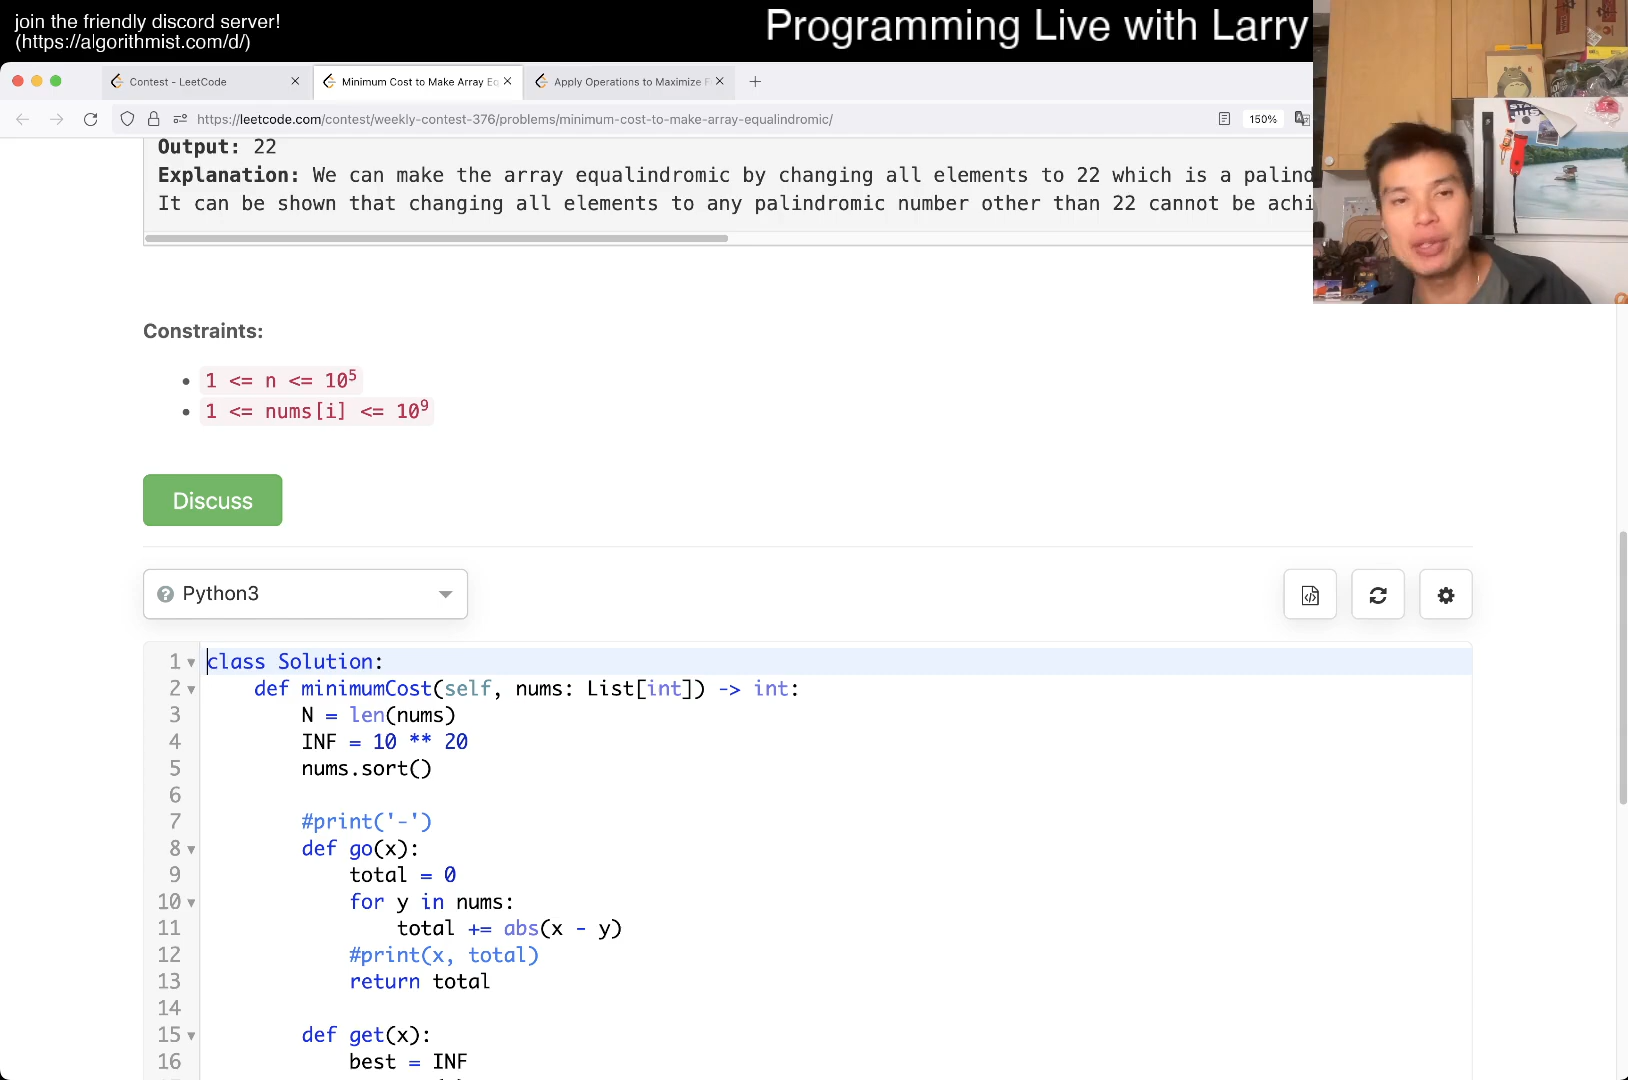 join the friendly discord server!
(https://algorithmist.com/d/)
Programming Live with Larry
Contest - LeetCode
Minimum Cost to Make Array Eq
Apply Operations to Maximize F
https://leetcode.com/contest/weekly-contest-376/problems/minimum-cost-to-make-array-equalindromic/
150%
Output: 22
Explanation: We can make the array equalindromic by changing all elements to 22 which is a palind
It can be shown that changing all elements to any palindromic number other than 22 cannot be achi
Constraints:
1 <= n <= 10⁵
1 <= nums[i] <= 10⁹
Discuss
Python3
1 class Solution:
2 def minimumCost(self, nums: List[int]) -> int:
3 N = len(nums)
4 INF = 10 ** 20
5 nums.sort()
6
7 #print('-')
8 def go(x):
9 total = 0
10 for y in nums:
11 total += abs(x - y)
12 #print(x, total)
13 return total
14
15 def get(x):
16 best = INF